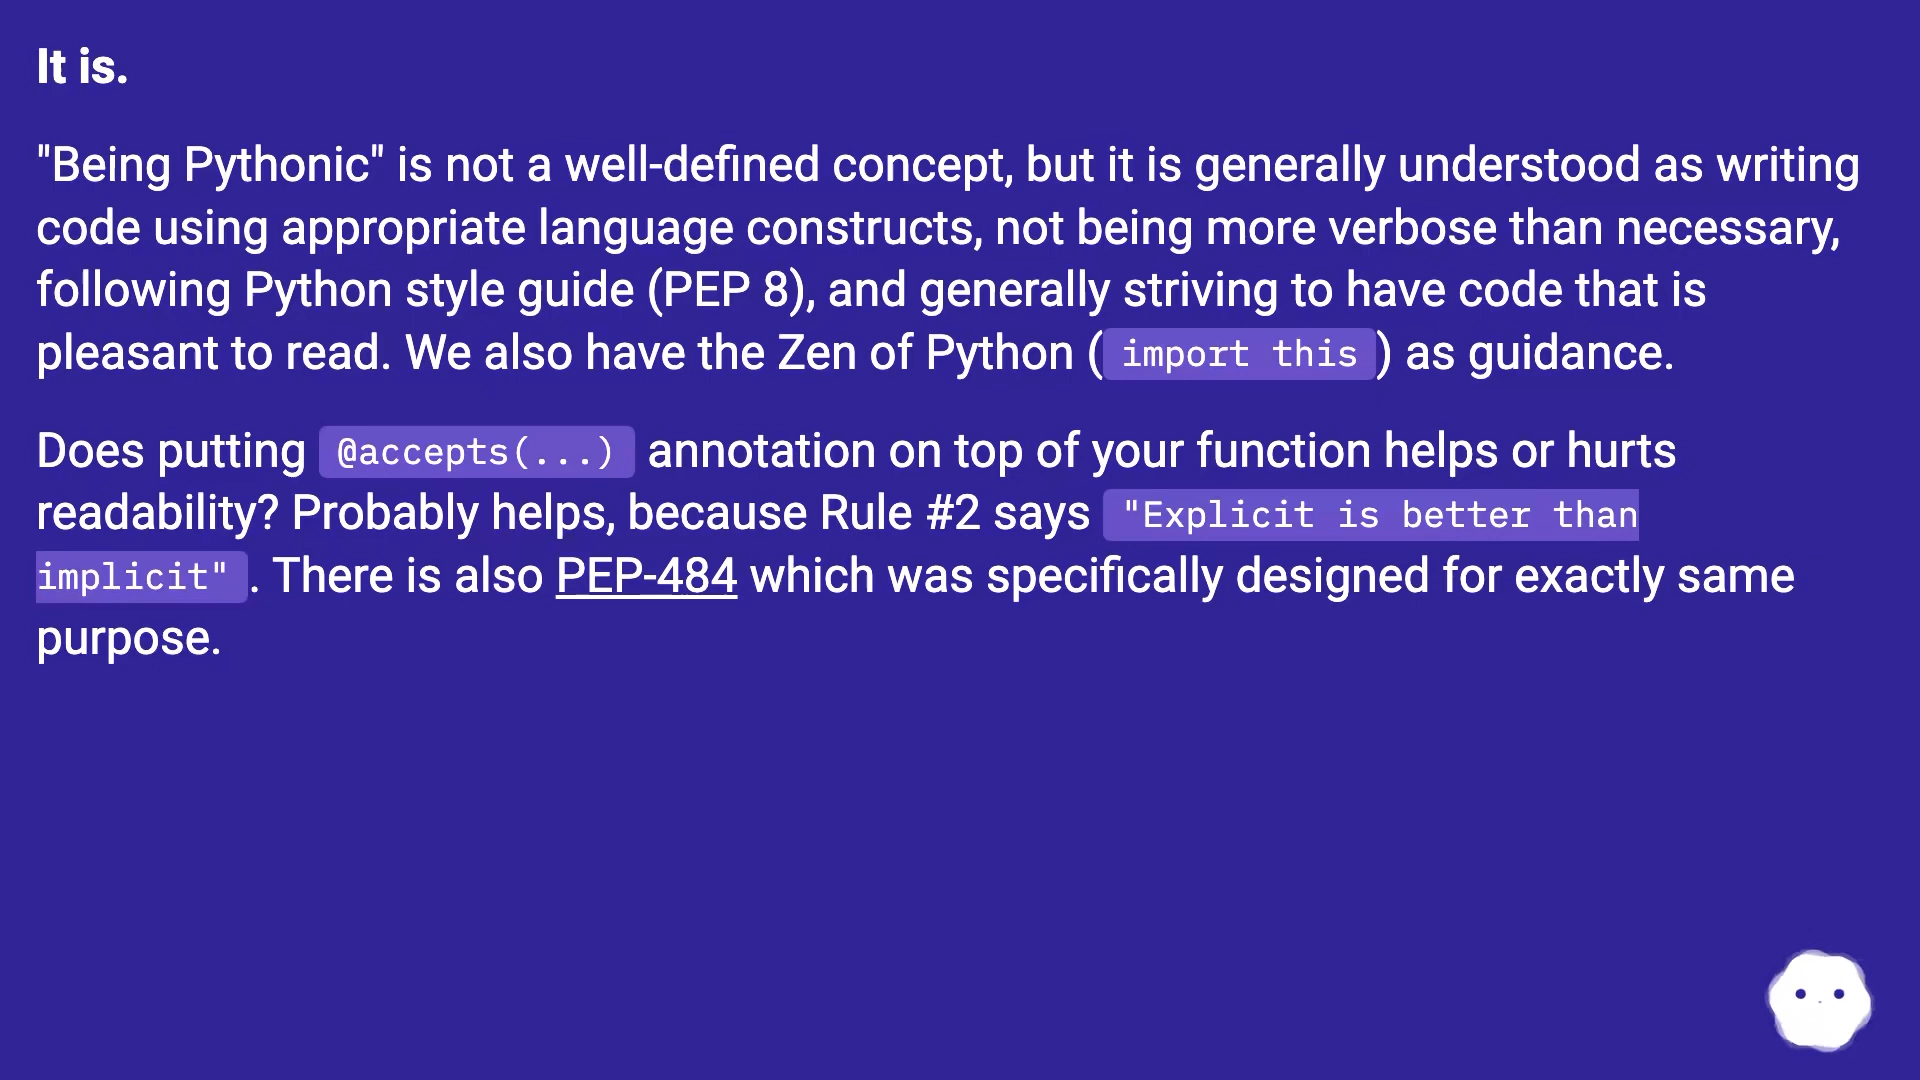 It is.
"Being Pythonic" is not a well-defined concept, but it is generally understood as writing
code using appropriate language constructs, not being more verbose than necessary,
following Python style guide (PEP 8), and generally striving to have code that is
pleasant to read. We also have the Zen of Python ( import this ) as guidance.
Does putting @accepts(...) annotation on top of your function helps or hurts
readability? Probably helps, because Rule #2 says "Explicit is better than
implicit" . There is also PEP-484 which was specifically designed for exactly same
purpose.